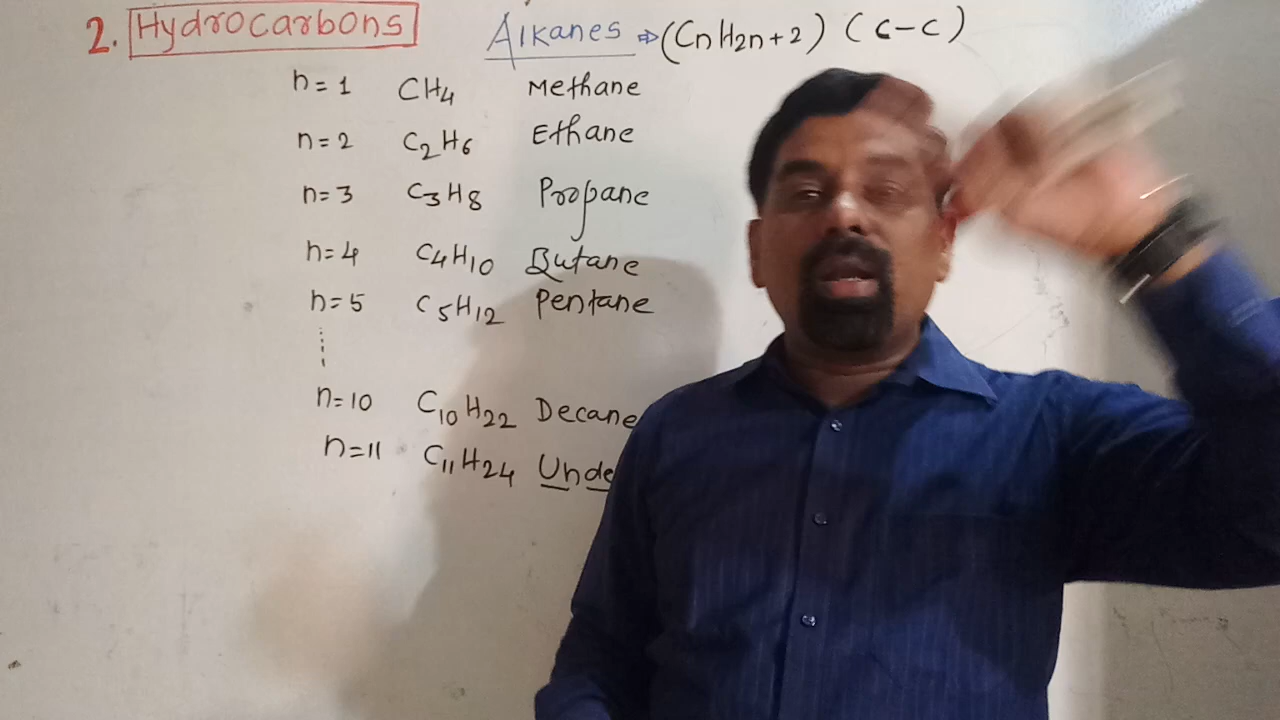 2. Hydrocarbons Alkanes ⇒ (CnH2n+2) (C-C)
n=1 CH4 Methane
n=2 C2H6 Ethane
n=3 C3H8 Propane
n=4 C4H10 Butane
n=5 C5H12 Pentane
n=10 C10H22 Decane
n=11 C11H24 Unde